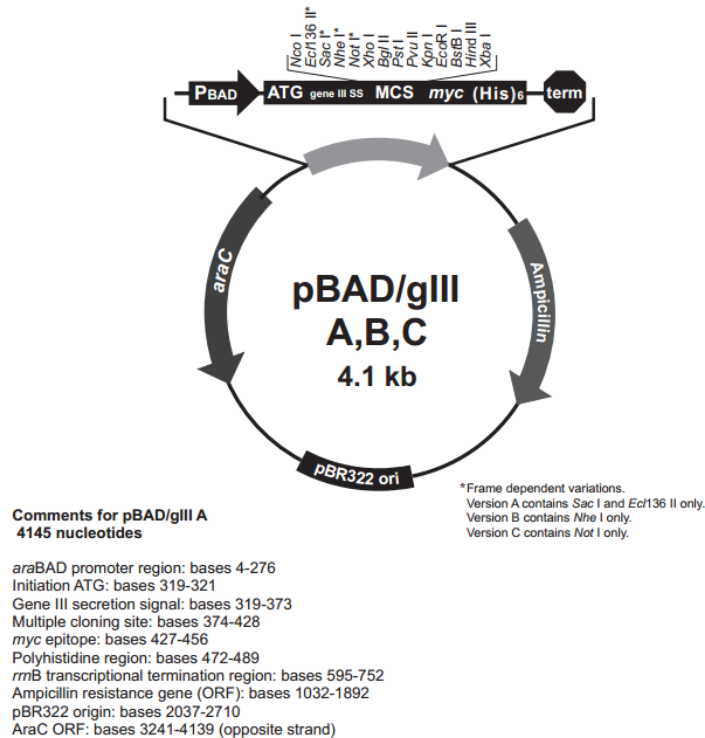 Nco I
Ecl136 II*
Sac I*
Nhe I*
Not I*
Xho I
Bgl II
Pst I
Pvu II
Kpn I
EcoR I
BstB I
Hind III
Xba I
PBAD ATG gene III SS MCS myc (His)6 term
araC
Ampicillin
pBAD/gIII
A,B,C
4.1 kb
pBR322 ori
*Frame dependent variations.
Version A contains Sac I and Ecl136 II only.
Version B contains Nhe I only.
Version C contains Not I only.
Comments for pBAD/gIII A
4145 nucleotides
araBAD promoter region: bases 4-276
Initiation ATG: bases 319-321
Gene III secretion signal: bases 319-373
Multiple cloning site: bases 374-428
myc epitope: bases 427-456
Polyhistidine region: bases 472-489
rrnB transcriptional termination region: bases 595-752
Ampicillin resistance gene (ORF): bases 1032-1892
pBR322 origin: bases 2037-2710
AraC ORF: bases 3241-4139 (opposite strand)